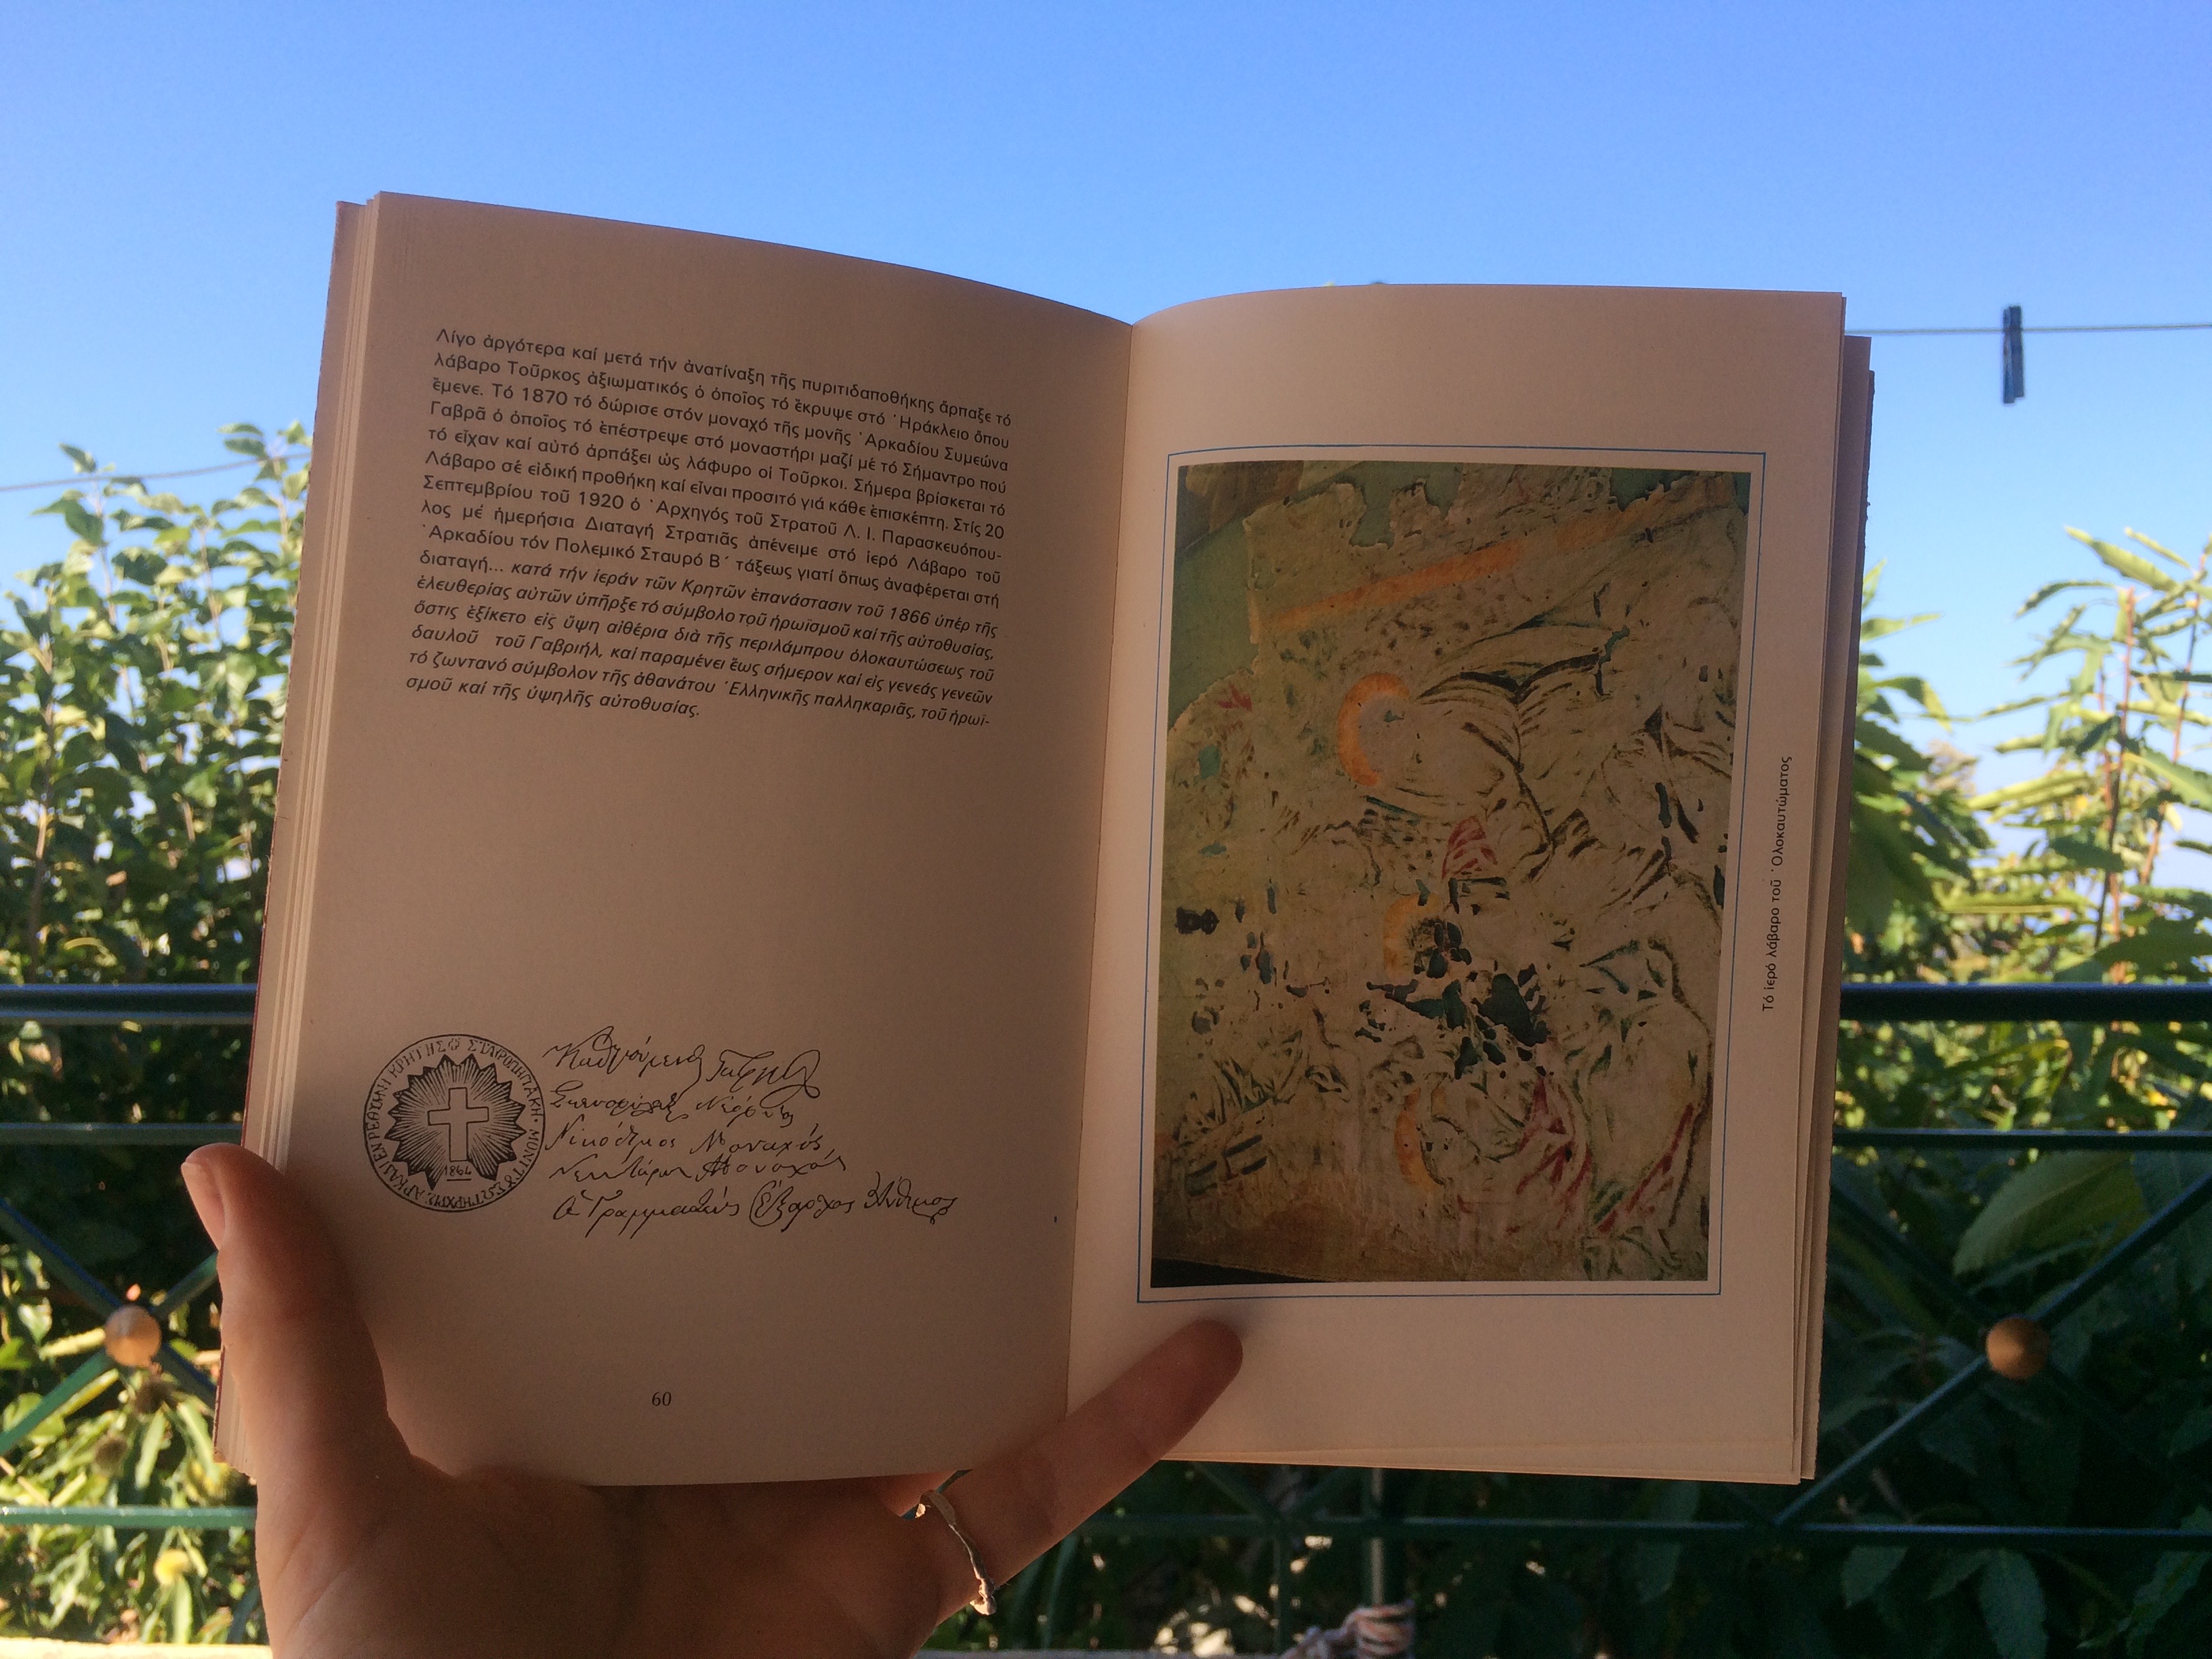 Λίγο ἀργότερα καί μετά τήν ἀνατίναξη τῆς πυριτιδαποθήκης ἅρπαξε τό
λάβαρο Τοῦρκος ἀξιωματικός ὁ ὁποῖος τό ἔκρυψε στό Ἡράκλειο ὅπου
ἔμενε. Τό 1870 τό δώρισε στόν μοναχό τῆς μονῆς Ἀρκαδίου Συμεώνα
Γαβρᾶ ὁ ὁποῖος τό ἐπέστρεψε στό μοναστήρι μαζί μέ τό Σήμαντρο πού
τό εἶχαν καί αὐτό ἁρπάξει ὡς λάφυρο οἱ Τοῦρκοι. Σήμερα βρίσκεται τό
Λάβαρο σέ εἰδική προθήκη καί εἶναι προσιτό γιά κάθε ἐπισκέπτη. Στίς 20
Σεπτεμβρίου τοῦ 1920 ὁ Ἀρχηγός τοῦ Στρατοῦ Λ. Ι. Παρασκευόπου-
λος μέ ἡμερήσια Διαταγή Στρατιᾶς ἀπένειμε στό ἱερό Λάβαρο τοῦ
Ἀρκαδίου τόν Πολεμικό Σταυρό Β΄ τάξεως γιατί ὅπως ἀναφέρεται στή
διαταγή... κατά τήν ἱεράν τῶν Κρητῶν ἐπανάστασιν τοῦ 1866 ὑπέρ τῆς
ἐλευθερίας αὐτῶν ὑπῆρξε τό σύμβολο τοῦ ἡρωϊσμοῦ καί τῆς αὐτοθυσίας,
ὅστις ἐξίκετο εἰς ὕψη αἰθέρια διὰ τῆς περιλάμπρου ὁλοκαυτώσεως τοῦ
δαυλοῦ τοῦ Γαβριήλ, καί παραμένει ἕως σήμερον καί εἰς γενεάς γενεῶν
τό ζωντανό σύμβολον τῆς ἀθανάτου Ἑλληνικῆς παλληκαριᾶς, τοῦ ἡρωϊ-
σμοῦ καί τῆς ὑψηλῆς αὐτοθυσίας.
1864
Νικόδημος Μοναχός
Μοναχός
Ὁ Γραμματεύς Ἔξαρχος Ἄνθιμος
60
Τό ἱερό λάβαρο τοῦ Ὁλοκαυτώματος